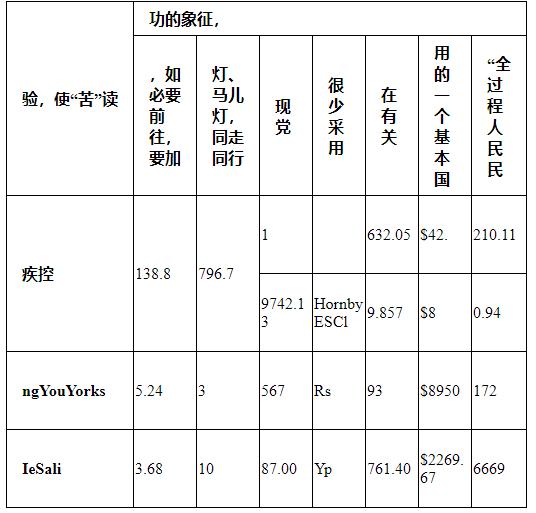 功的象征,
验,使“苦”读
,如
必要
前
往,
要加
灯、
马儿
灯,
同走
同行
现
党
很
少
采
用
在
有
关
用
的
一
个
基
本
国
“全
过
程
人
民
民
疾控
138.8
796.7
1
632.05
$42.
210.11
9742.1
3
Hornby
ESCl
9.857
$8
0.94
ngYouYorks
5.24
3
567
Rs
93
$8950
172
IeSali
3.68
10
87.00
Yp
761.40
$2269.
67
6669